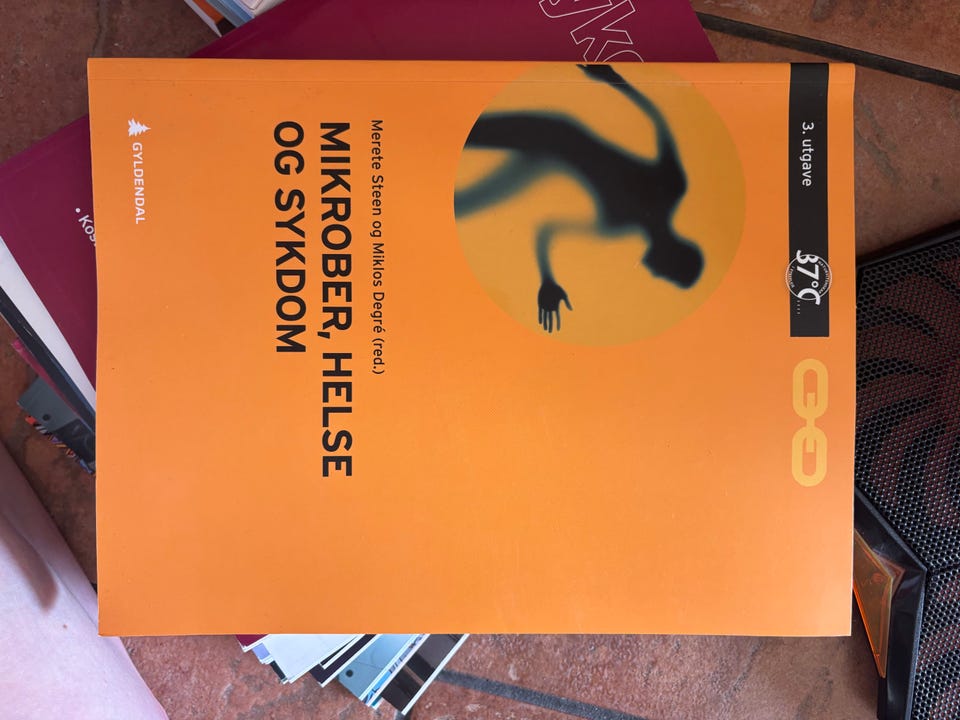 3. utgave
37°C
Merete Steen og Miklos Degré (red.)
MIKROBER, HELSE
OG SYKDOM
GYLDENDAL